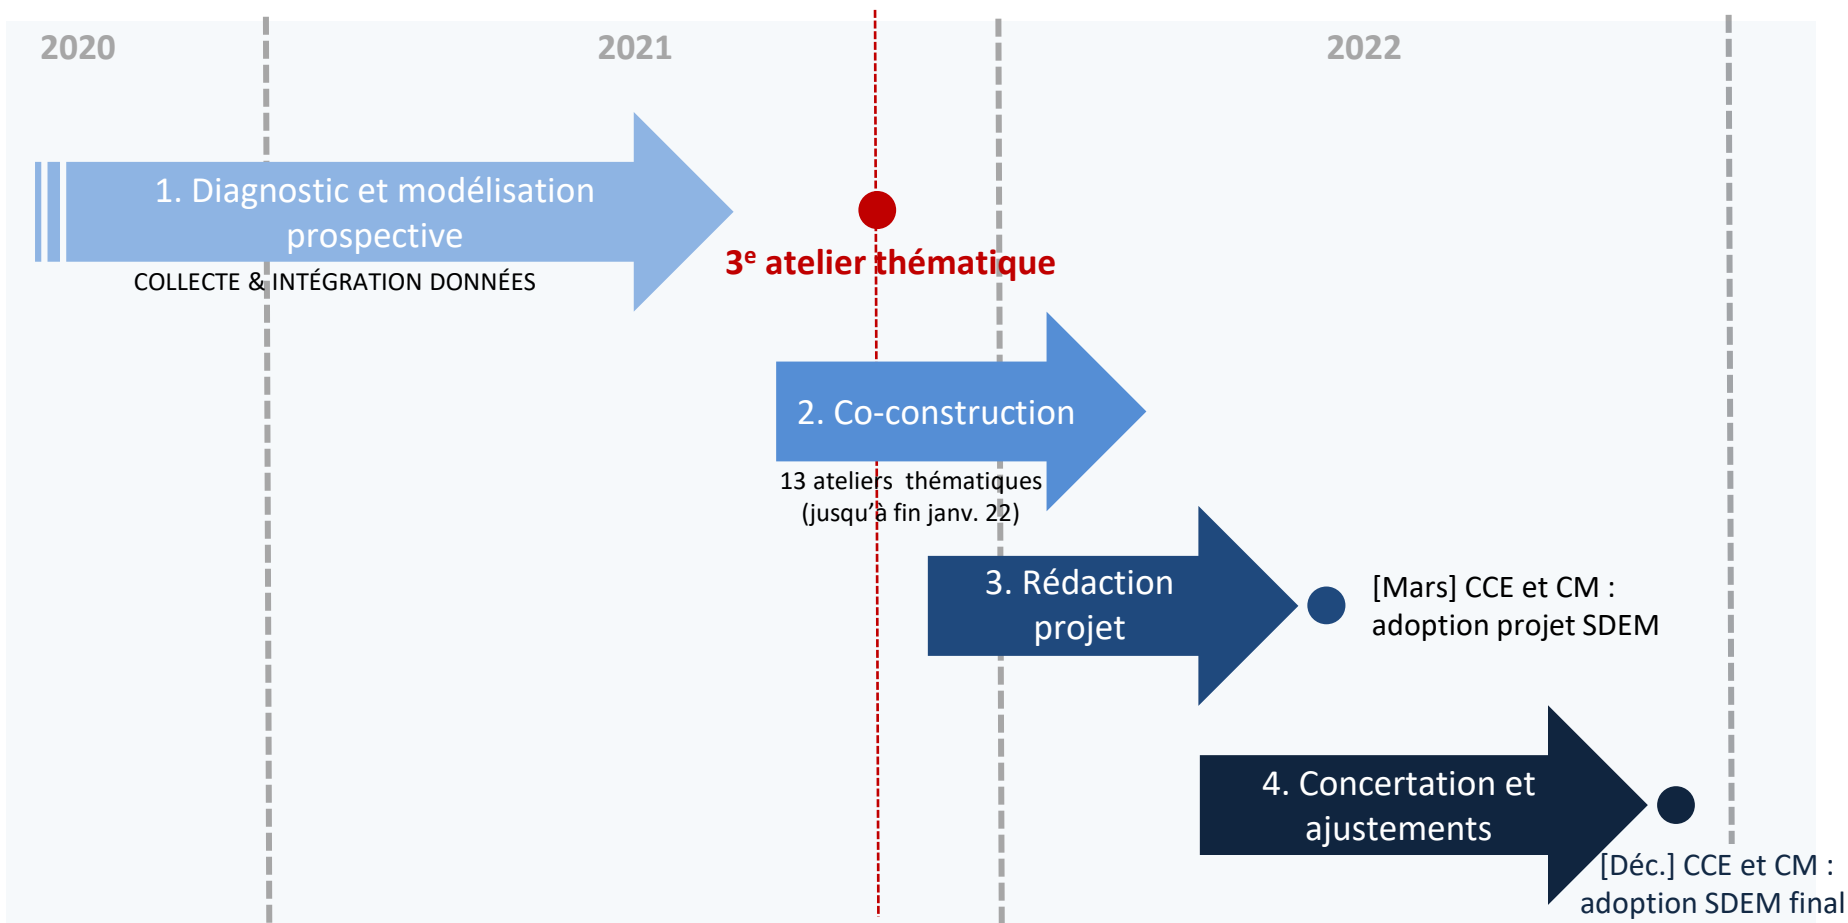 2020
2021
2022
1. Diagnostic et modélisation
prospective
COLLECTE & INTÉGRATION DONNÉES
3e atelier thématique
2. Co-construction
13 ateliers  thématiques
(jusqu'à fin janv. 22)
3. Rédaction
projet
[Mars] CCE et CM :
adoption projet SDEM
4. Concertation et
ajustements
[Déc.] CCE et CM :
adoption SDEM final